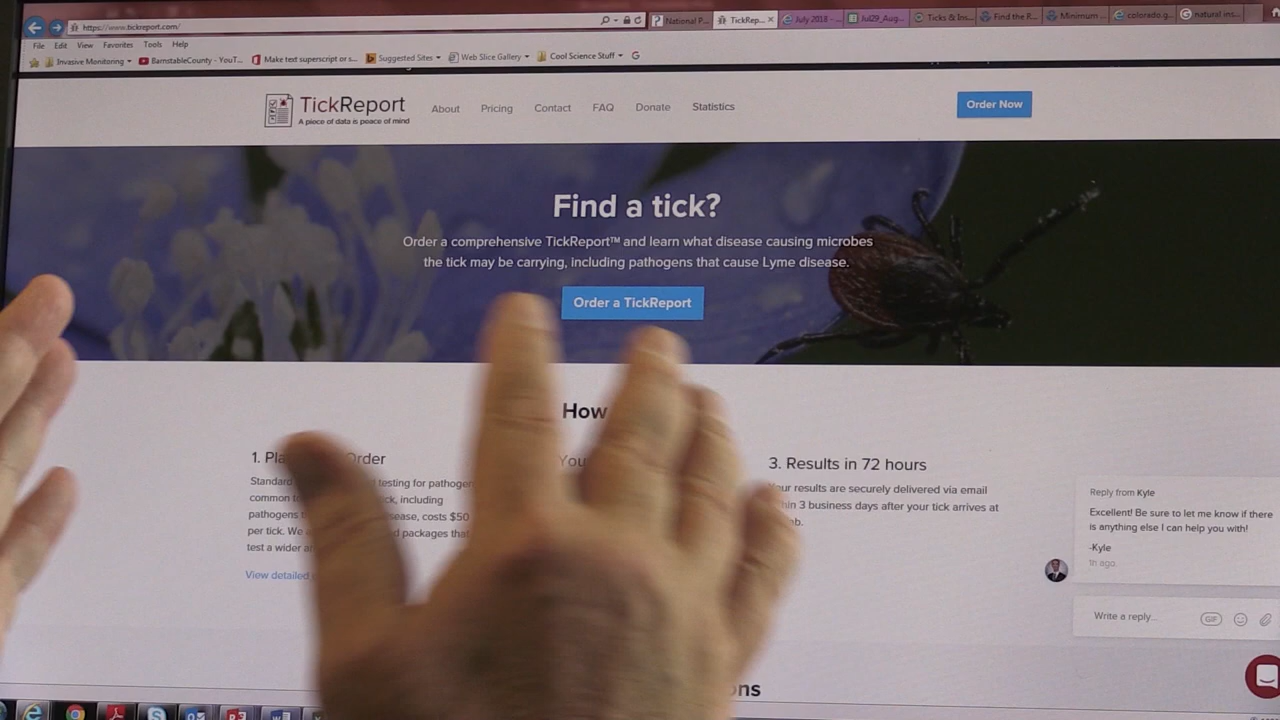 https://www.tickreport.com/
National P...
TickRep...
July 2018 - ...
Jul29_Aug...
Ticks & Ins...
Find the R...
Minimum ...
colorado.g...
natural ins...
File Edit View Favorites Tools Help
Invasive Monitoring
BarnstableCounty - YouT...
Make text superscript or s...
Suggested Sites
Web Slice Gallery
Cool Science Stuff
TickReport
A piece of data is peace of mind
About Pricing Contact FAQ Donate Statistics
Order Now
Find a tick?
Order a comprehensive TickReport™ and learn what disease causing microbes
the tick may be carrying, including pathogens that cause Lyme disease.
Order a TickReport
How
1. Pla Order
Standard testing for pathogen
common to ck, including
pathogens t ease, costs $50
per tick. We a d packages that
test a wider
View detailed
You
3. Results in 72 hours
our results are securely delivered via email
in 3 business days after your tick arrives at
ab.
Reply from Kyle
Excellent! Be sure to let me know if there
is anything else I can help you with!
-Kyle
1h ago.
Write a reply...
GIF
ons